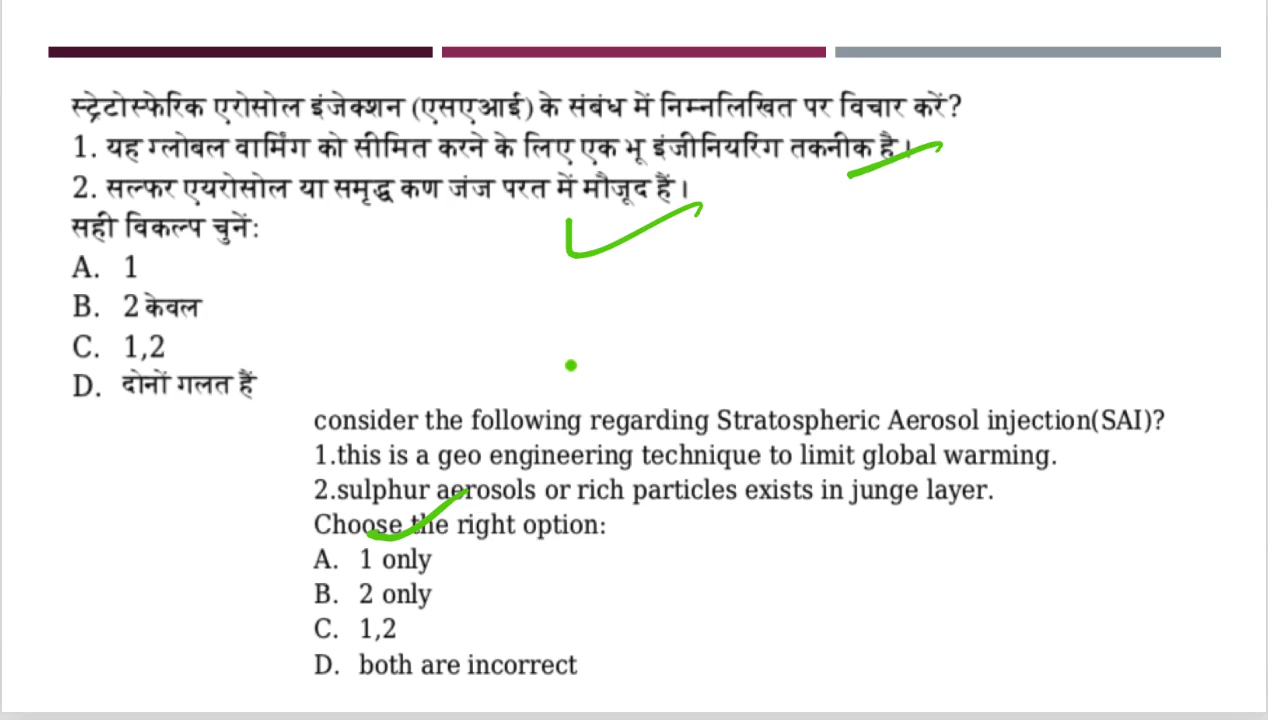 स्ट्रेटोस्फेरिक एरोसोल इंजेक्शन (एसएआई) के संबंध में निम्नलिखित पर विचार करें?
1. यह ग्लोबल वार्मिंग को सीमित करने के लिए एक भू इंजीनियरिंग तकनीक है।
2. सल्फर एयरोसोल या समृद्ध कण जंज परत में मौजूद हैं।
सही विकल्प चुनें:
A. 1
B. 2 केवल
C. 1,2
D. दोनों गलत हैं
consider the following regarding Stratospheric Aerosol injection(SAI)?
1.this is a geo engineering technique to limit global warming.
2.sulphur aerosols or rich particles exists in junge layer.
Choose the right option:
A. 1 only
B. 2 only
C. 1,2
D. both are incorrect